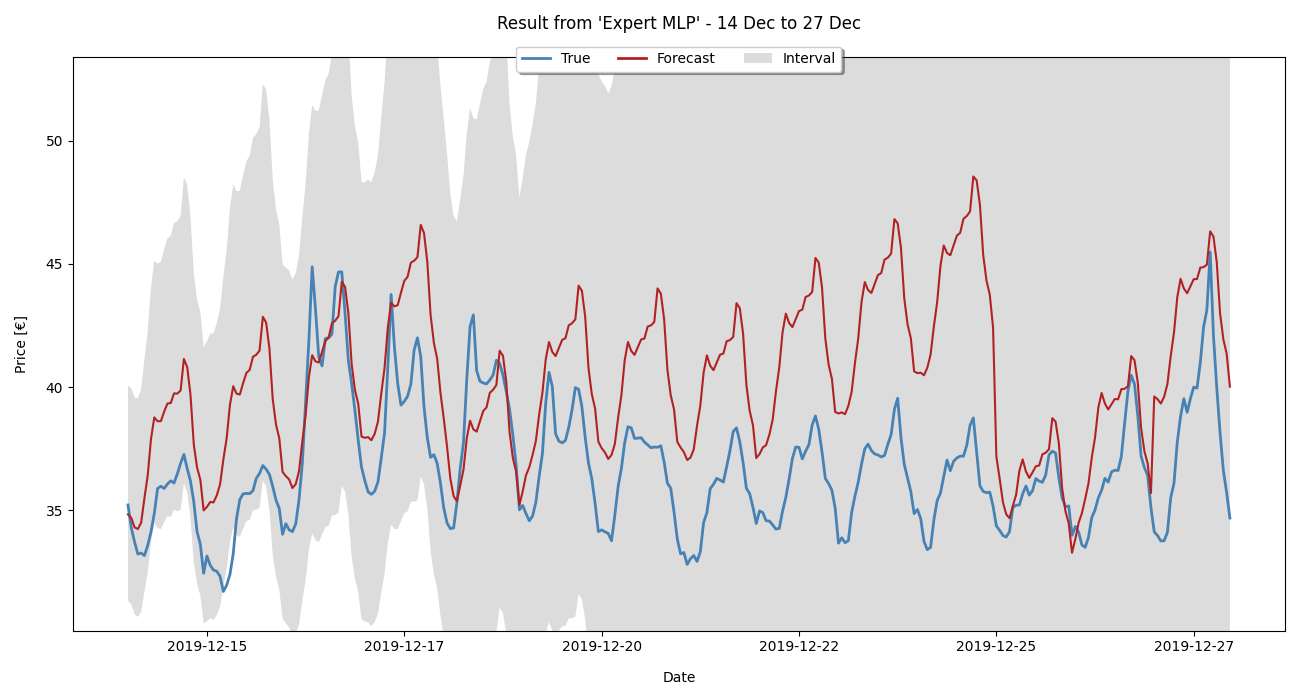 Result from 'Expert MLP' - 14 Dec to 27 Dec
True Forecast Interval
Price [€]
50
45
40
35
2019-12-15 2019-12-17 2019-12-20 2019-12-22 2019-12-25 2019-12-27
Date